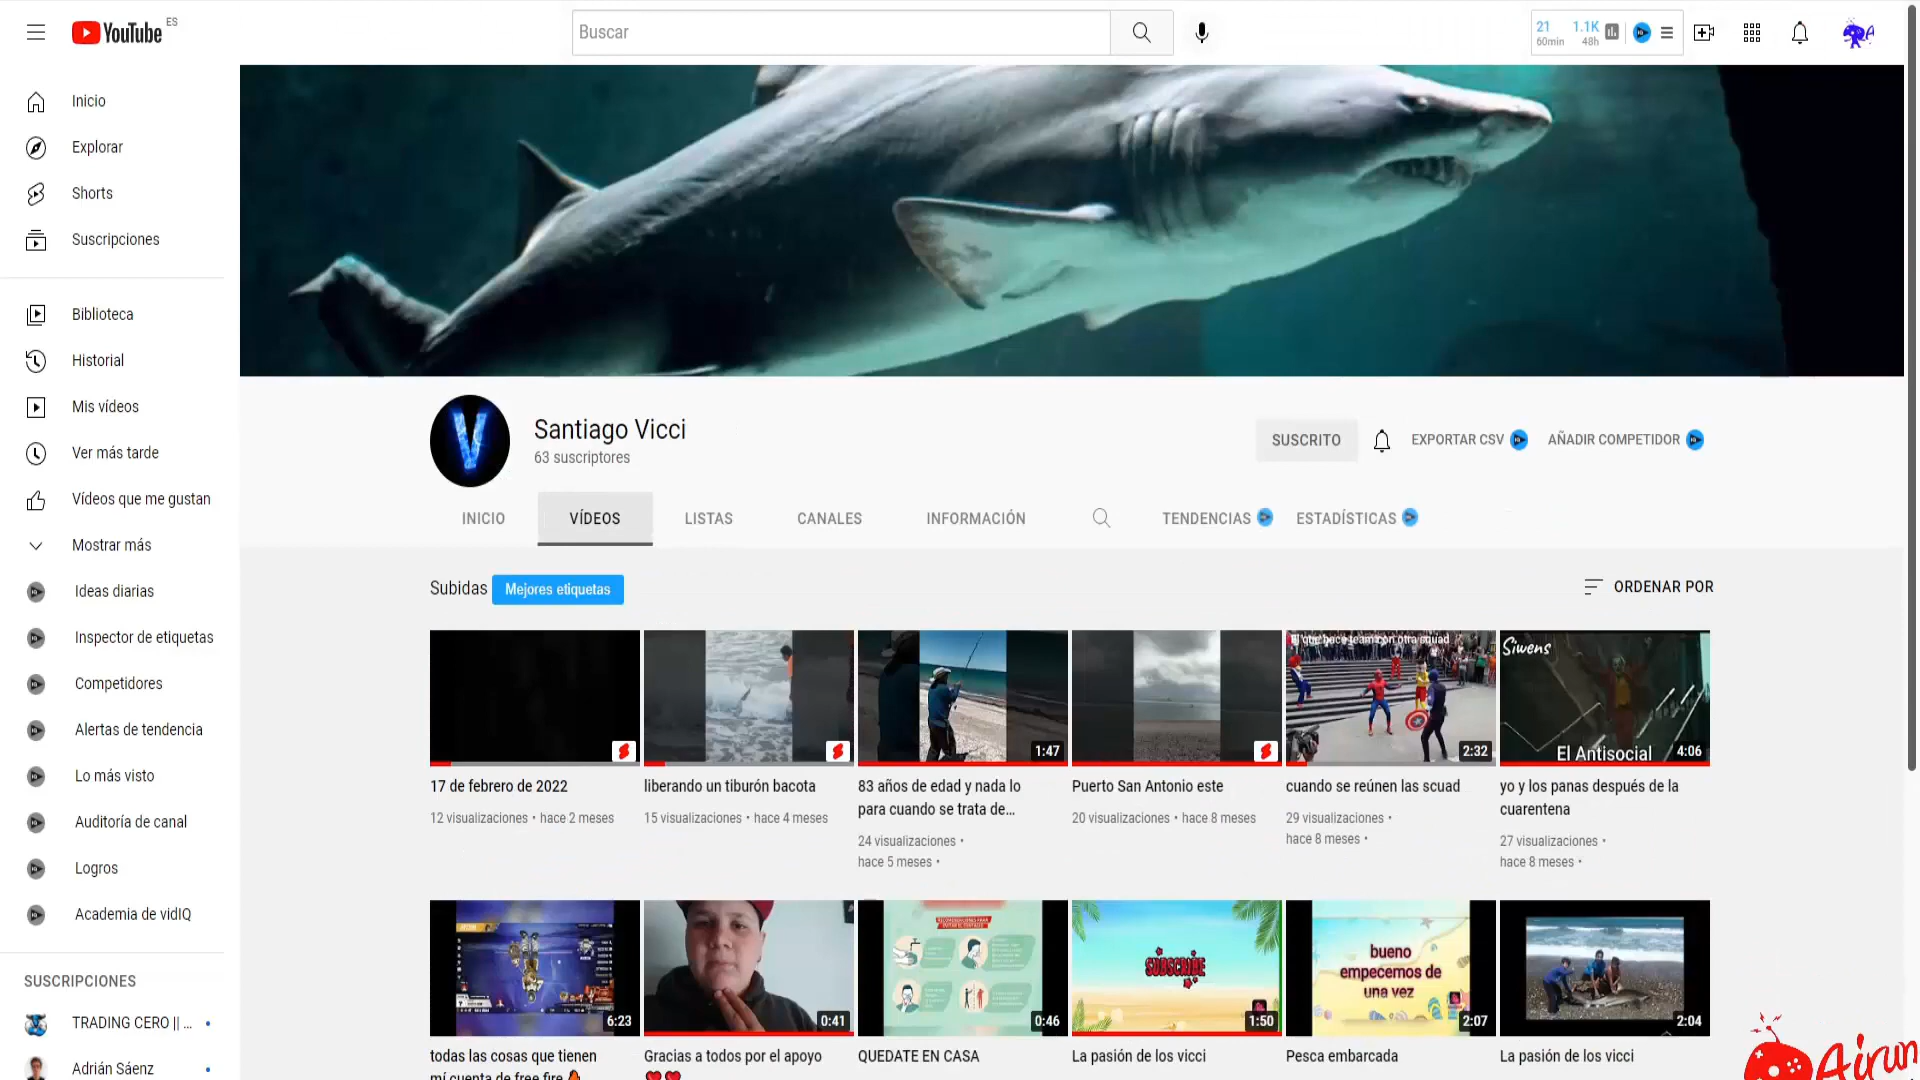 YouTube ES
Buscar
21 1.1K
60min 48h
Inicio
Explorar
Shorts
Suscripciones
Biblioteca
Historial
Mis vídeos
Ver más tarde
Vídeos que me gustan
Mostrar más
Ideas diarias
Inspector de etiquetas
Competidores
Alertas de tendencia
Lo más visto
Auditoría de canal
Logros
Academia de vidIQ
SUSCRIPCIONES
TRADING CERO || ...
Adrián Sáenz
V
Santiago Vicci
63 suscriptores
SUSCRITO
EXPORTAR CSV
AÑADIR COMPETIDOR
INICIO
VÍDEOS
LISTAS
CANALES
INFORMACIÓN
TENDENCIAS
ESTADÍSTICAS
Subidas
Mejores etiquetas
ORDENAR POR
17 de febrero de 2022
12 visualizaciones • hace 2 meses
liberando un tiburón bacota
15 visualizaciones • hace 4 meses
1:47
83 años de edad y nada lo
para cuando se trata de...
24 visualizaciones •
hace 5 meses •
Puerto San Antonio este
20 visualizaciones • hace 8 meses
2:32
cuando se reúnen las scuad
29 visualizaciones •
hace 8 meses •
Siwens
El Antisocial
4:06
yo y los panas después de la
cuarentena
27 visualizaciones •
hace 8 meses •
6:23
todas las cosas que tienen
mí cuenta de free fire
0:41
Gracias a todos por el apoyo
0:46
QUEDATE EN CASA
SUBSCRIBE
1:50
La pasión de los vicci
bueno
empecemos de
una vez
2:07
Pesca embarcada
2:04
La pasión de los vicci
Airun